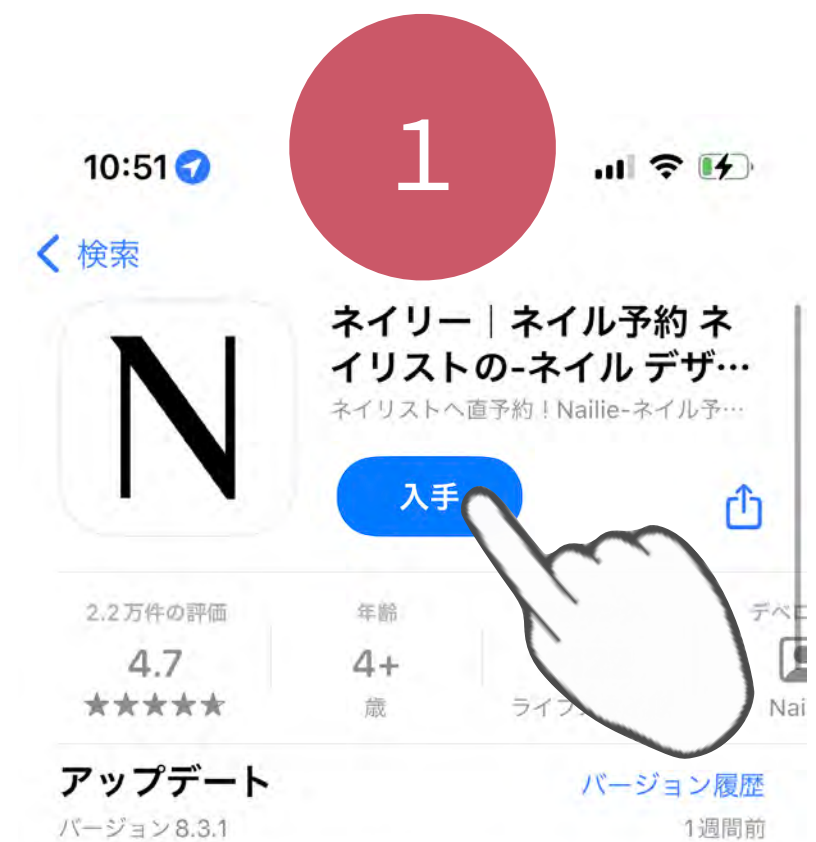 1
10:51
検索
N
ネイリー｜ネイル予約 ネ
イリストの-ネイル デザ…
ネイリストへ直予約！Nailie-ネイル予…
入手
2.2万件の評価
年齢
デベロ
4.7
4+
★★★★★
歳
ライフ
Nai
アップデート
バージョン履歴
バージョン 8.3.1
1週間前